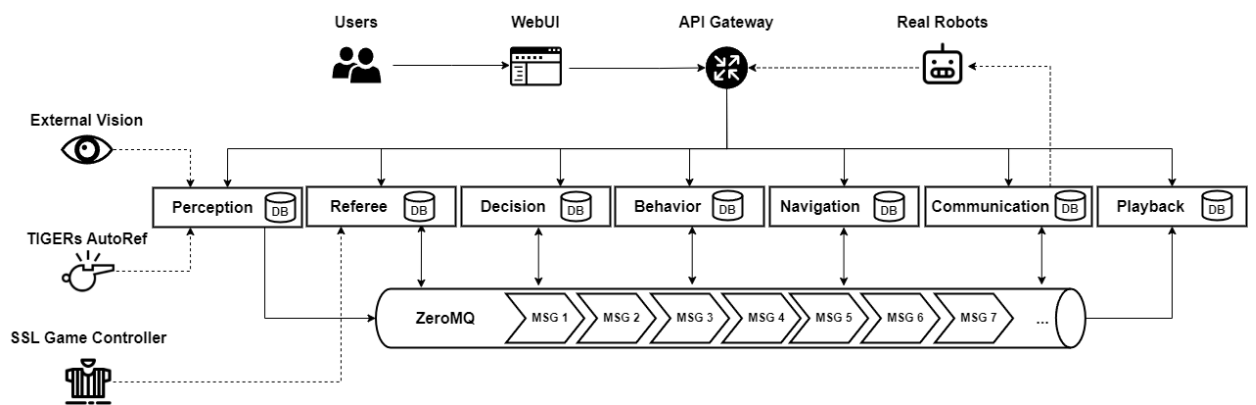 Users
WebUI
API Gateway
Real Robots
External Vision
Perception
DB
Referee
DB
Decision
DB
Behavior
DB
Navigation
DB
Communication
DB
Playback
DB
TIGERs AutoRef
ZeroMQ
MSG 1
MSG 2
MSG 3
MSG 4
MSG 5
MSG 6
MSG 7
...
SSL Game Controller